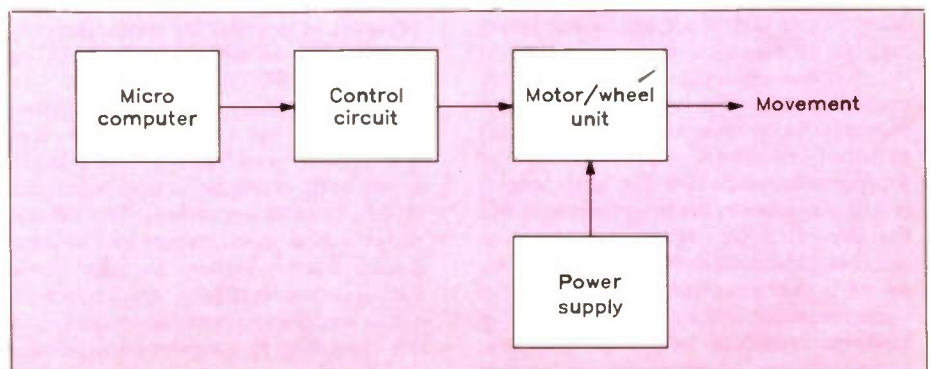 Micro
computer
Control
circuit
Motor/wheel
unit
Movement
Power
supply